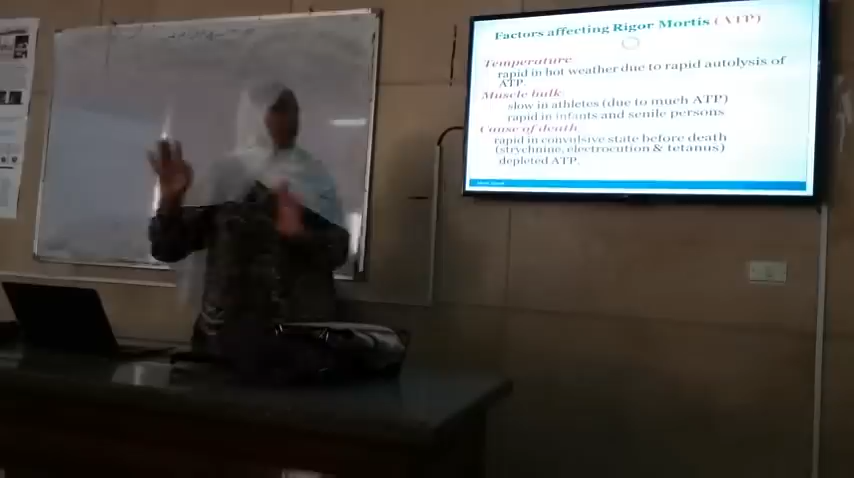 Factors affecting Rigor Mortis (ATP)
Temperature
rapid in hot weather due to rapid autolysis of
ATP.
Muscle bulk
slow in athletes (due to much ATP)
rapid in infants and senile persons
Cause of death
rapid in convulsive state before death
(strychnine, electrocution & tetanus)
depleted ATP.